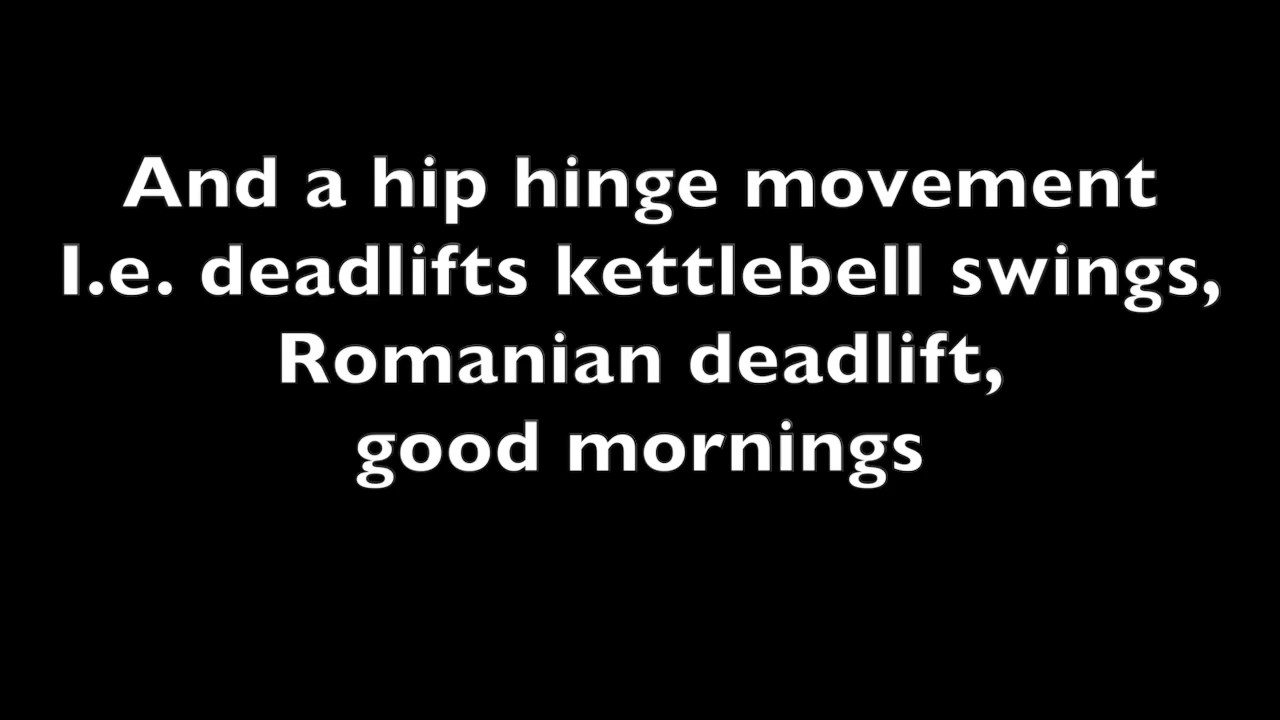 And a hip hinge movement
I.e. deadlifts kettlebell swings,
Romanian deadlift,
good mornings